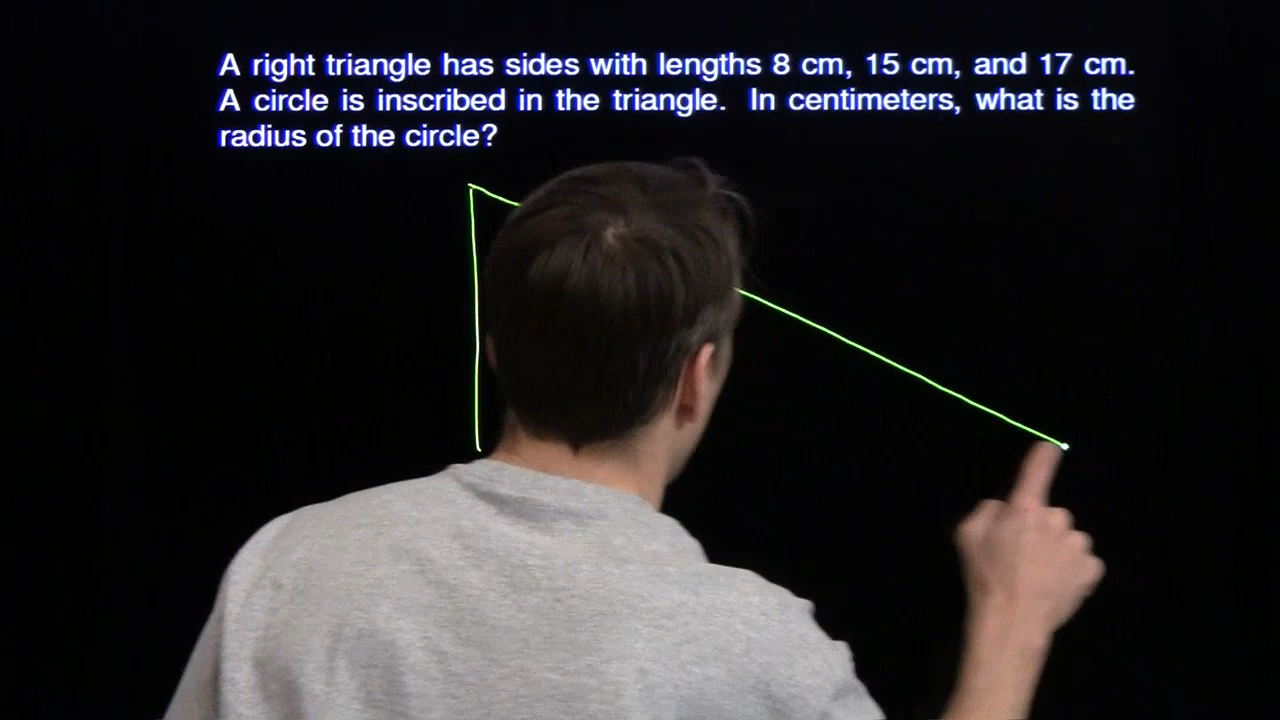 A right triangle has sides with lengths 8 cm, 15 cm, and 17 cm.
A circle is inscribed in the triangle. In centimeters, what is the
radius of the circle?